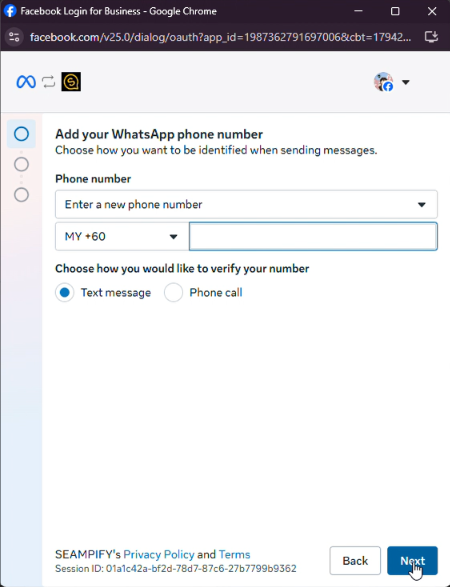 Facebook Login for Business - Google Chrome
facebook.com/v25.0/dialog/oauth?app_id=1987362791697006&cbt=17942...
Add your WhatsApp phone number
Choose how you want to be identified when sending messages.
Phone number
Enter a new phone number
MY +60
Choose how you would like to verify your number
Text message Phone call
SEAMPIFY's Privacy Policy and Terms
Session ID: 01a1c42a-bf2d-78d7-87c6-27b7799b9362
Back Next